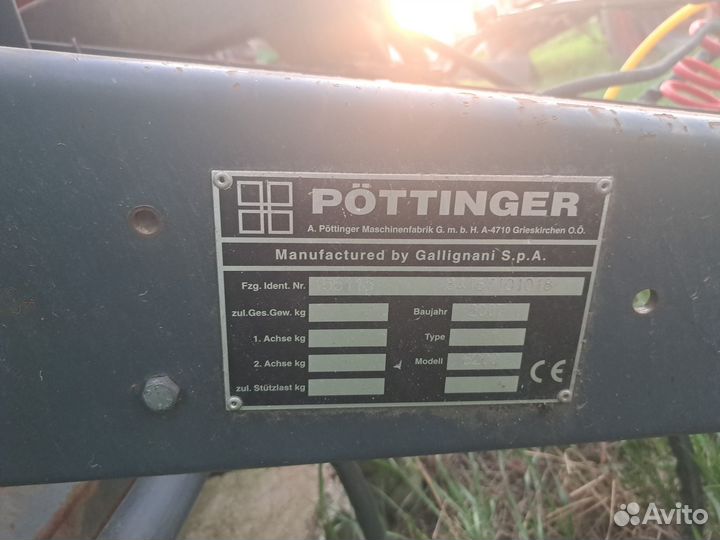 PÖTTINGER
A. Pöttinger Maschinenfabrik G. m. b. H. A-4710 Grieskirchen O.Ö.
Manufactured by Gallignani S.p.A.
Fzg. Ident. Nr.
zul.Ges.Gew. kg Baujahr
1. Achse kg Type
2. Achse kg Modell CE
zul. Stützlast kg
Avito